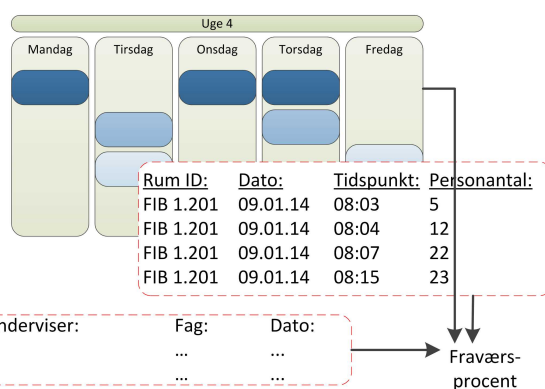 Uge 4
Mandag Tirsdag Onsdag Torsdag Fredag
Rum ID: Dato: Tidspunkt: Personantal:
FIB 1.201 09.01.14 08:03 5
FIB 1.201 09.01.14 08:04 12
FIB 1.201 09.01.14 08:07 22
FIB 1.201 09.01.14 08:15 23
nderviser: Fag: Dato:
... ...
... ...
Fraværs-
procent